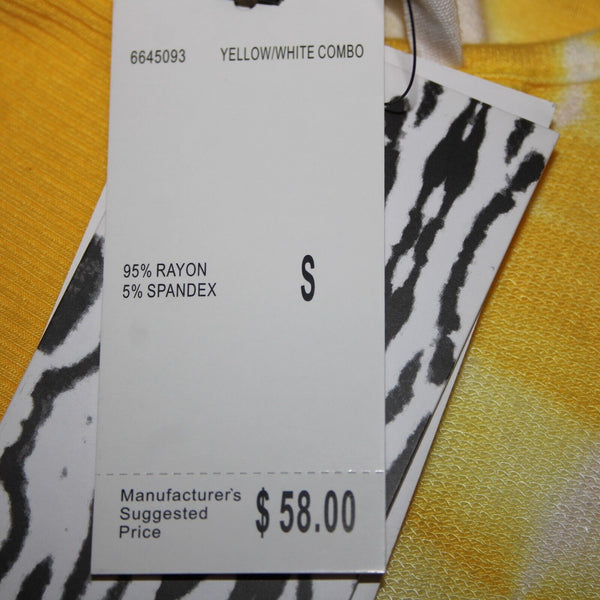 6645093 YELLOW/WHITE COMBO
95% RAYON
5% SPANDEX
S
Manufacturer's
Suggested
Price
$ 58.00